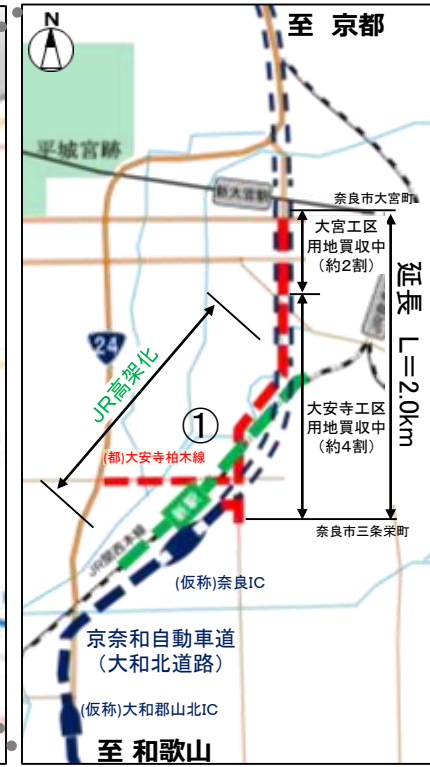 N
至 京都
平城宮跡
新大宮駅
奈良市大宮町
大宮工区
用地買収中
(約2割)
延長 L=2.0km
24
JR高架化
①
大安寺工区
用地買収中
(約4割)
(都)大安寺柏木線
新駅
奈良市三条栄町
JR関西本線
(仮称)奈良IC
京奈和自動車道
(大和北道路)
(仮称)大和郡山北IC
至 和歌山